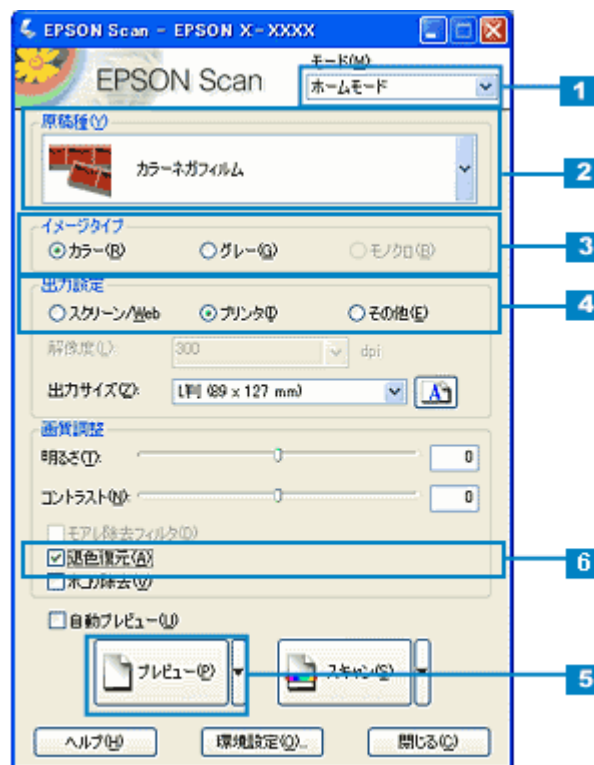 EPSON Scan - EPSON X-XXXX
EPSON Scan
モード(M)
ホームモード
1
原稿種(Y)
カラーネガフィルム
2
イメージタイプ
カラー(R)
グレー(G)
モノクロ(B)
3
出力設定
スクリーン/Web
プリンタ(I)
その他(E)
4
解像度(L):
300
dpi
出力サイズ(Z):
L判 (89 x 127 mm)
画質調整
明るさ(T):
0
コントラスト(N):
0
モアレ除去フィルタ(D)
退色復元(A)
6
ホコリ除去(V)
自動プレビュー(U)
プレビュー(P)
スキャン(S)
5
ヘルプ(H)
環境設定(O)...
閉じる(C)